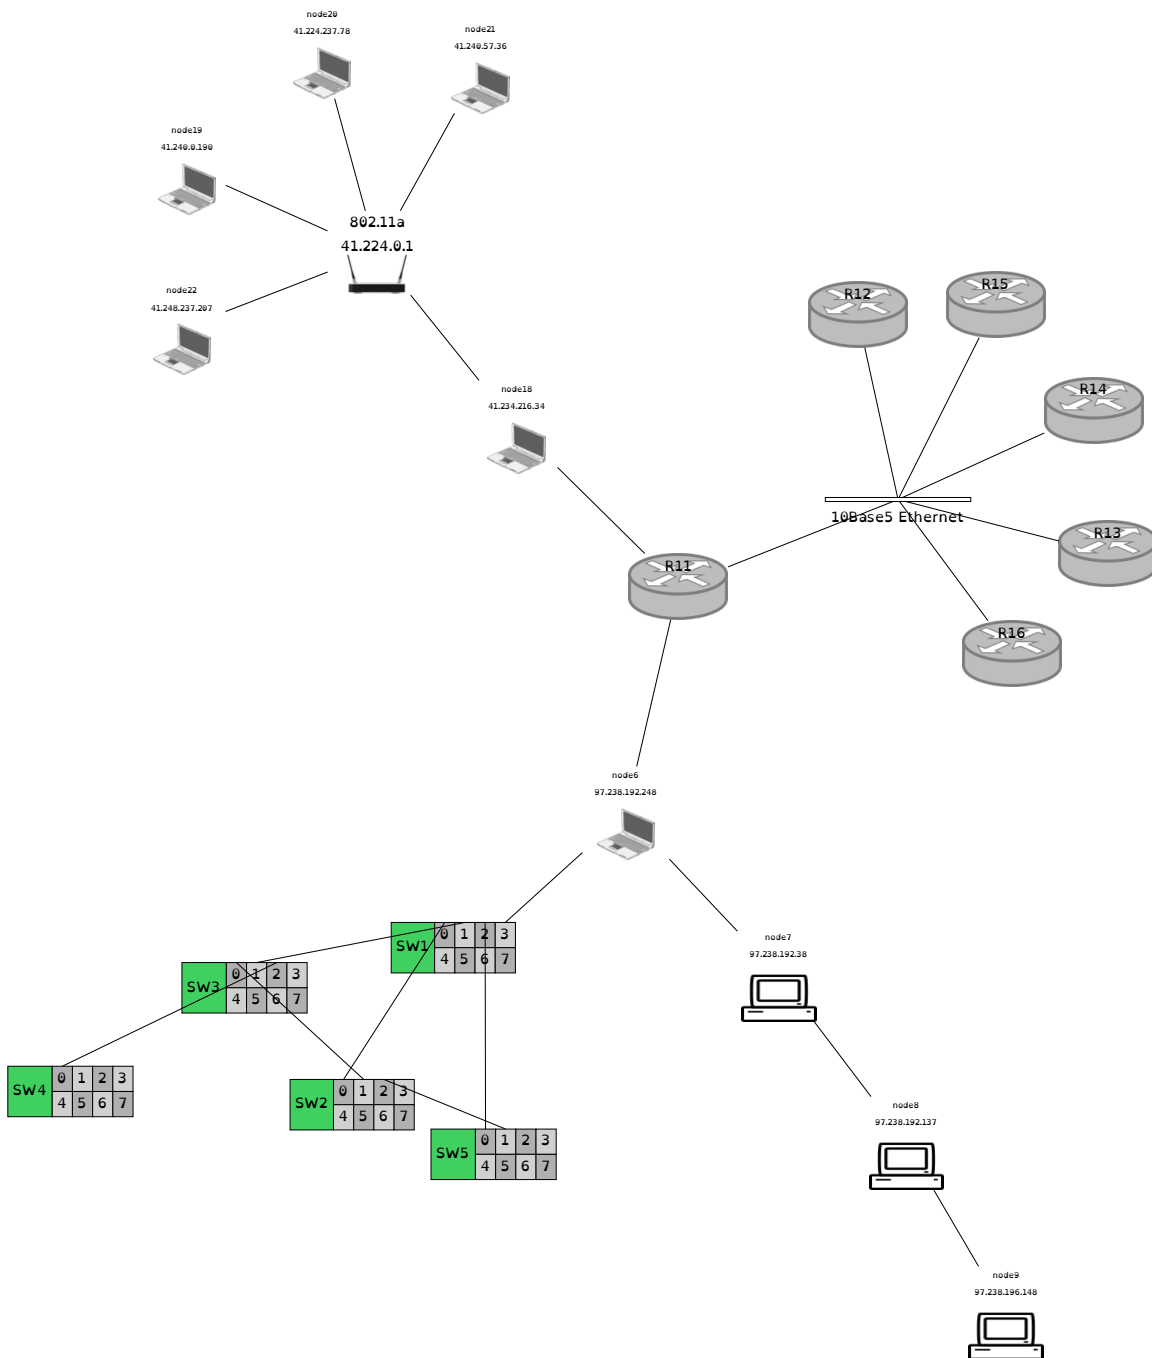 node20
41.224.237.78
node21
41.240.57.36
node19
41.240.0.190
802.11a
41.224.0.1
node22
41.248.237.207
R12
R15
node18
41.234.216.34
R14
10Base5 Ethernet
R13
R11
R16
node6
97.238.192.248
SW1
0 1 2 3
4 5 6 7
node7
97.238.192.38
SW3
0 1 2 3
4 5 6 7
SW4
0 1 2 3
4 5 6 7
SW2
0 1 2 3
4 5 6 7
node8
97.238.192.137
SW5
0 1 2 3
4 5 6 7
node9
97.238.196.148